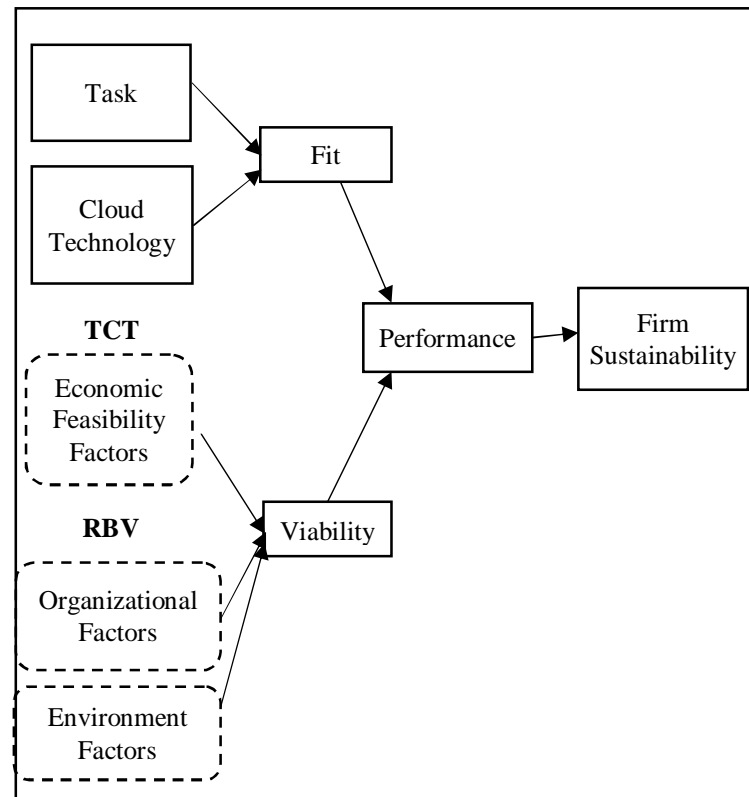 Task
Fit
Cloud
Technology
TCT
Performance
Firm
Sustainability
Economic
Feasibility
Factors
RBV
Viability
Organizational
Factors
Environment
Factors